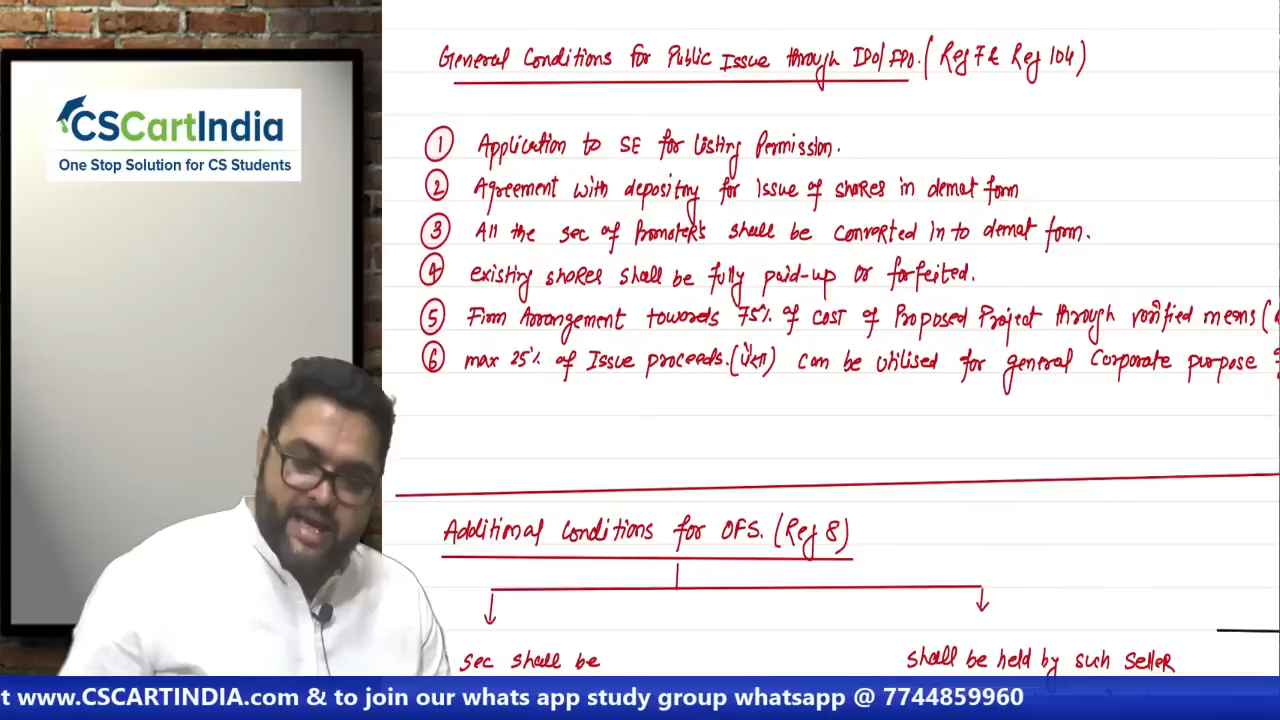 CSCartIndia
One Stop Solution for CS Students
General Conditions for Public Issue through IPO/FPO. (Reg 7 & Reg 104)
① Application to SE for Listing Permission.
② Agreement with depository for issue of shares in demat form
③ All the sec of Promoters shall be converted in to demat form.
④ existing shares shall be fully paid-up or forfeited.
⑤ Firm Arrangement towards 75% of cost of Proposed Project through verified means (
⑥ max 25% of Issue proceeds. can be utilised for general Corporate purpose
Additional Conditions for OFS. (Reg 8)
sec shall be
shall be held by such seller
t www.CSCARTINDIA.com & to join our whats app study group whatsapp @ 7744859960